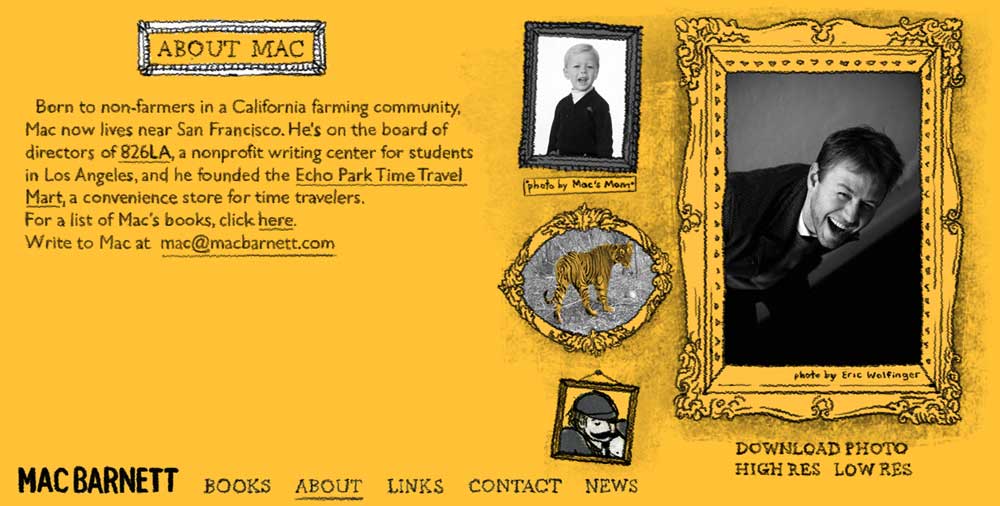 ABOUT MAC
Born to non-farmers in a California farming community,
Mac now lives near San Francisco. He's on the board of
directors of 826LA, a nonprofit writing center for students
in Los Angeles, and he founded the Echo Park Time Travel
Mart, a convenience store for time travelers.
For a list of Mac's books, click here.
Write to Mac at mac@macbarnett.com
"photo by Mac's Mom"
photo by Eric Wolfinger
DOWNLOAD PHOTO
HIGH RES LOW RES
MAC BARNETT BOOKS ABOUT LINKS CONTACT NEWS